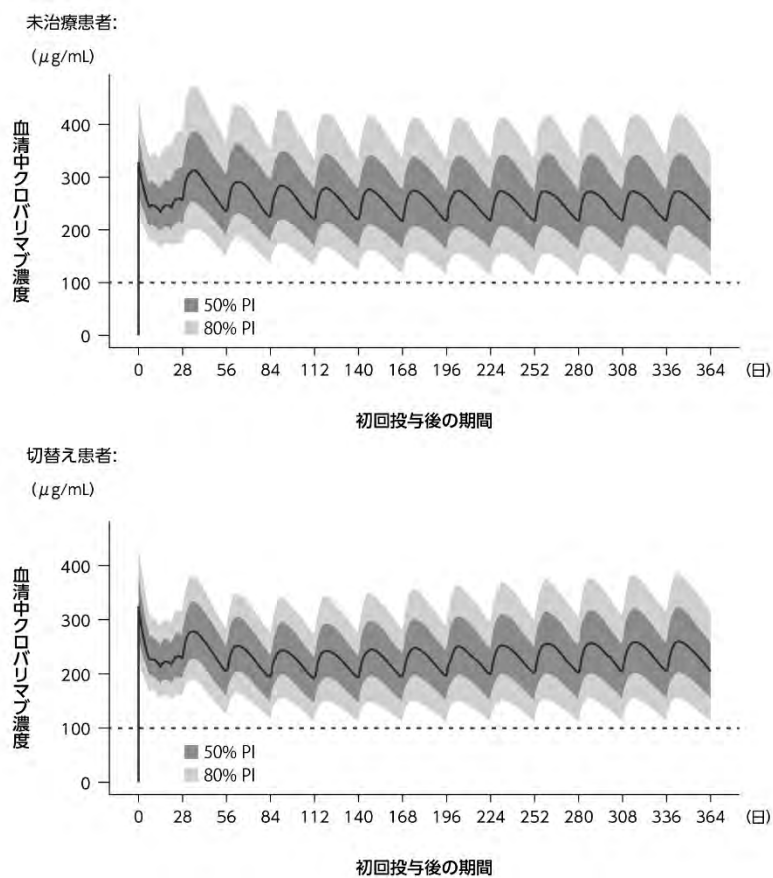 未治療患者:
(μg/mL)
血清中クロバリマブ濃度
400
300
200
100
0
50% PI
80% PI
0 28 56 84 112 140 168 196 224 252 280 308 336 364 (日)
初回投与後の期間
切替え患者:
(μg/mL)
血清中クロバリマブ濃度
400
300
200
100
0
50% PI
80% PI
0 28 56 84 112 140 168 196 224 252 280 308 336 364 (日)
初回投与後の期間